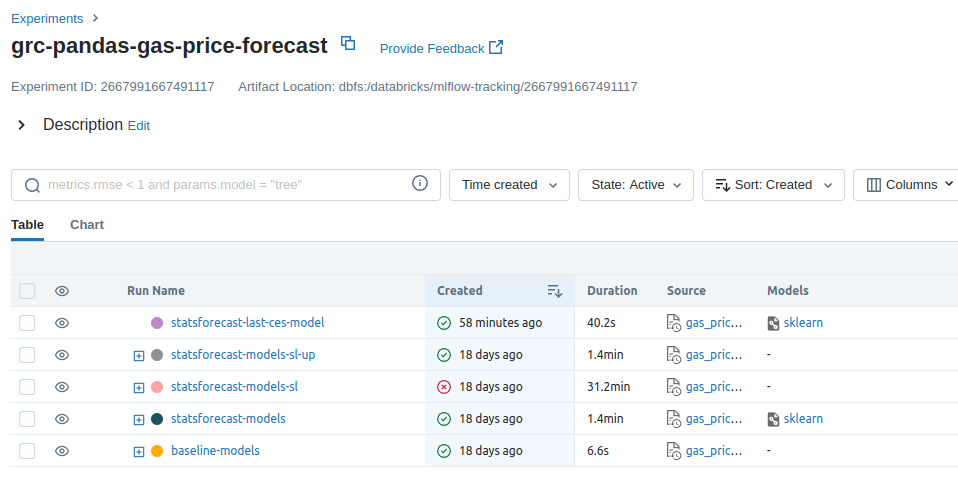 Experiments
grc-pandas-gas-price-forecast Provide Feedback
Experiment ID: 2667991667491117 Artifact Location: dbfs:/databricks/mlflow-tracking/2667991667491117
Description Edit
metrics.rmse < 1 and params.model = "tree" Time created State: Active Sort: Created Columns
Table Chart
Run Name Created Duration Source Models
statsforecast-last-ces-model 58 minutes ago 40.2s gas_pric... sklearn
statsforecast-models-sl-up 18 days ago 1.4min gas_pric... -
statsforecast-models-sl 18 days ago 31.2min gas_pric... -
statsforecast-models 18 days ago 1.4min gas_pric... sklearn
baseline-models 18 days ago 6.6s gas_pric... -